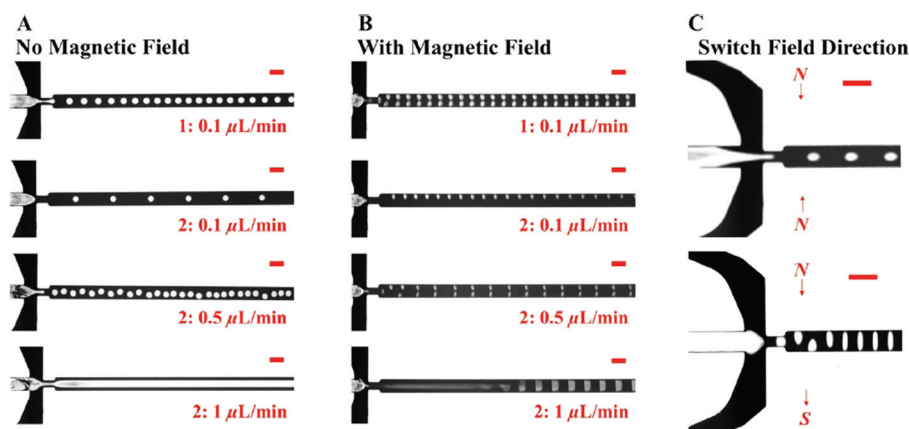 A
No Magnetic Field
1: 0.1 µL/min
2: 0.1 µL/min
2: 0.5 µL/min
2: 1 µL/min
B
With Magnetic Field
1: 0.1 µL/min
2: 0.1 µL/min
2: 0.5 µL/min
2: 1 µL/min
C
Switch Field Direction
N
N
N
S